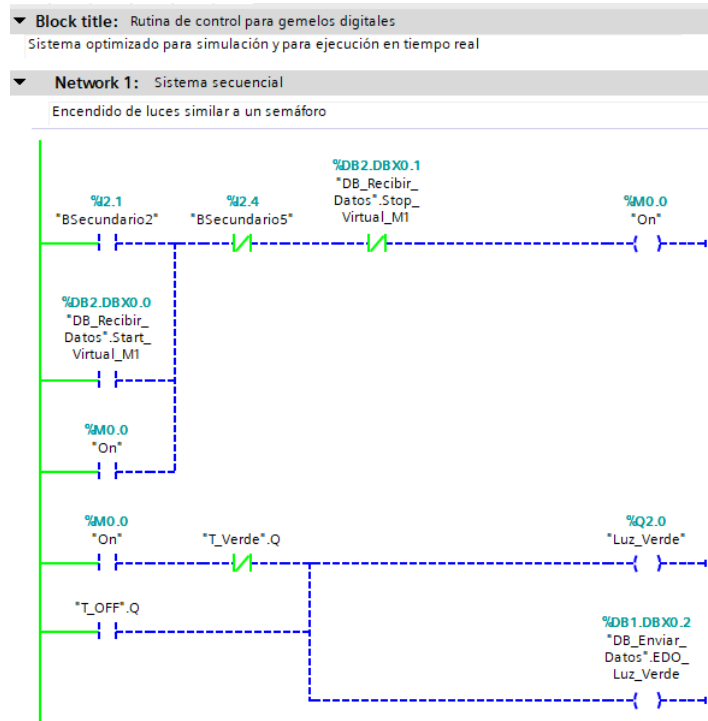 Block title: Rutina de control para gemelos digitales
Sistema optimizado para simulación y para ejecución en tiempo real
Network 1: Sistema secuencial
Encendido de luces similar a un semáforo
%I2.1
"BSecundario2"
%I2.4
"BSecundario5"
%DB2.DBX0.1
"DB_Recibir_
Datos".Stop_
Virtual_M1
%M0.0
"On"
%DB2.DBX0.0
"DB_Recibir_
Datos".Start_
Virtual_M1
%M0.0
"On"
%M0.0
"On"
"T_Verde".Q
%Q2.0
"Luz_Verde"
"T_OFF".Q
%DB1.DBX0.2
"DB_Enviar_
Datos".EDO_
Luz_Verde